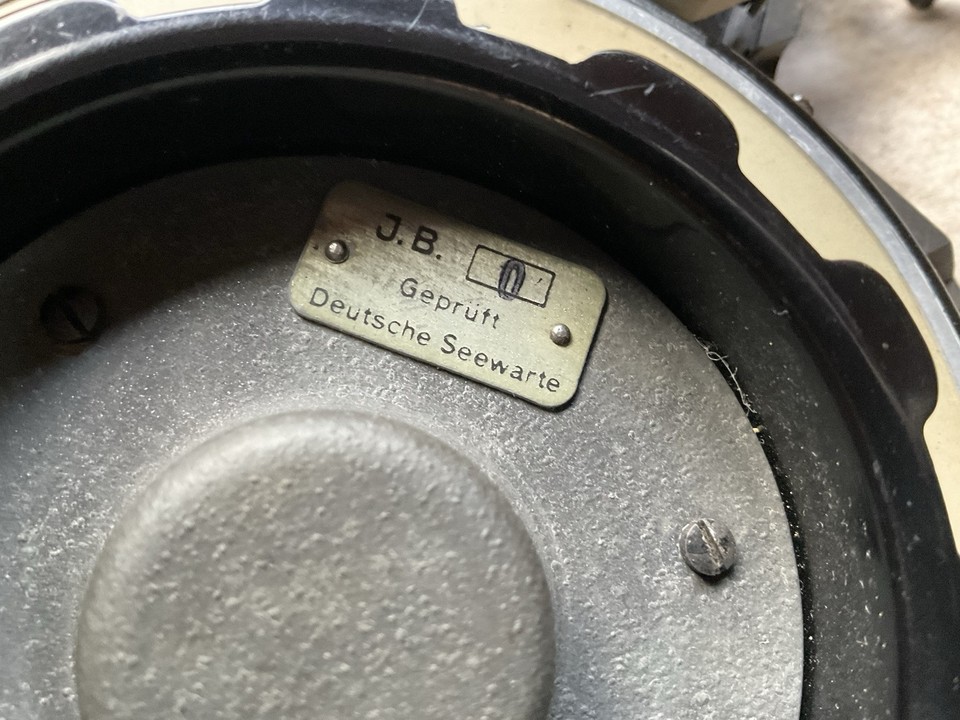 J.B. 0
Geprüft
Deutsche Seewarte